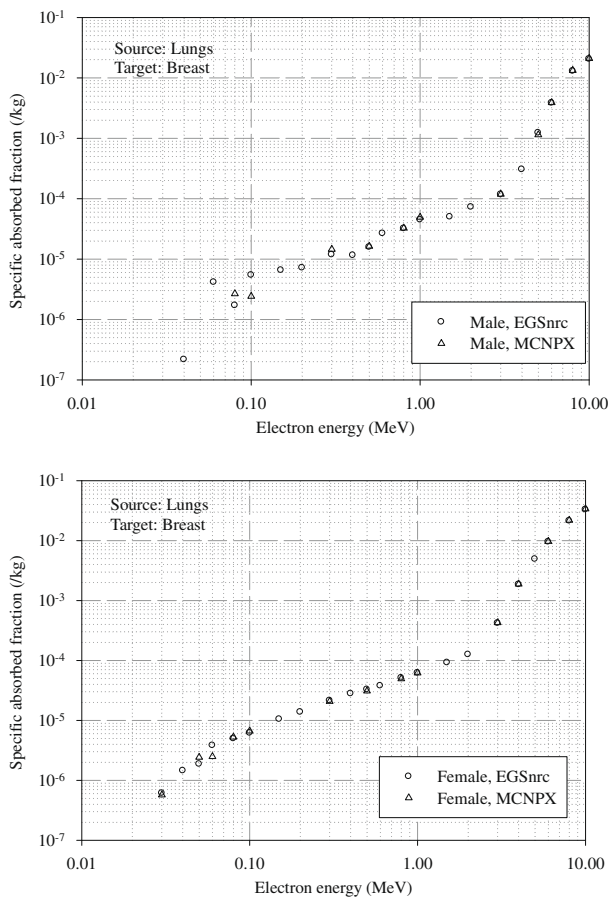 10⁻¹
Source: Lungs
Target: Breast
10⁻²
10⁻³
10⁻⁴
10⁻⁵
10⁻⁶
10⁻⁷
Specific absorbed fraction (/kg)
Male, EGSnrc
Male, MCNPX
0.01 0.10 1.00 10.00
Electron energy (MeV)
10⁻¹
Source: Lungs
Target: Breast
10⁻²
10⁻³
10⁻⁴
10⁻⁵
10⁻⁶
10⁻⁷
Specific absorbed fraction (/kg)
Female, EGSnrc
Female, MCNPX
0.01 0.10 1.00 10.00
Electron energy (MeV)